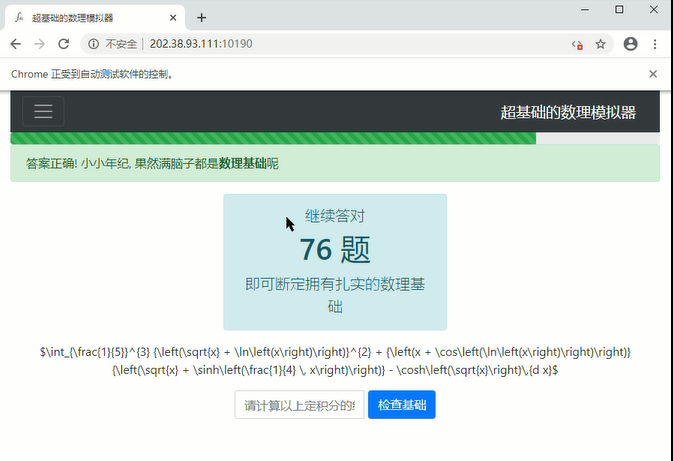 超基础的数理模拟器
不安全 | 202.38.93.111:10190
Chrome 正受到自动测试软件的控制。
超基础的数理模拟器
答案正确! 小小年纪, 果然满脑子都是数理基础呢
继续答对
76 题
即可断定拥有扎实的数理基
础
$\int_{\frac{1}{5}}^{3} {\left(\sqrt{x} + \ln\left(x\right)\right)}^{2} + {\left(x + \cos\left(\ln\left(x\right)\right)\right)}
{\left(\sqrt{x} + \sinh\left(\frac{1}{4} \, x\right)\right)} - \cosh\left(\sqrt{x}\right)\,{d x}$
请计算以上定积分的 检查基础